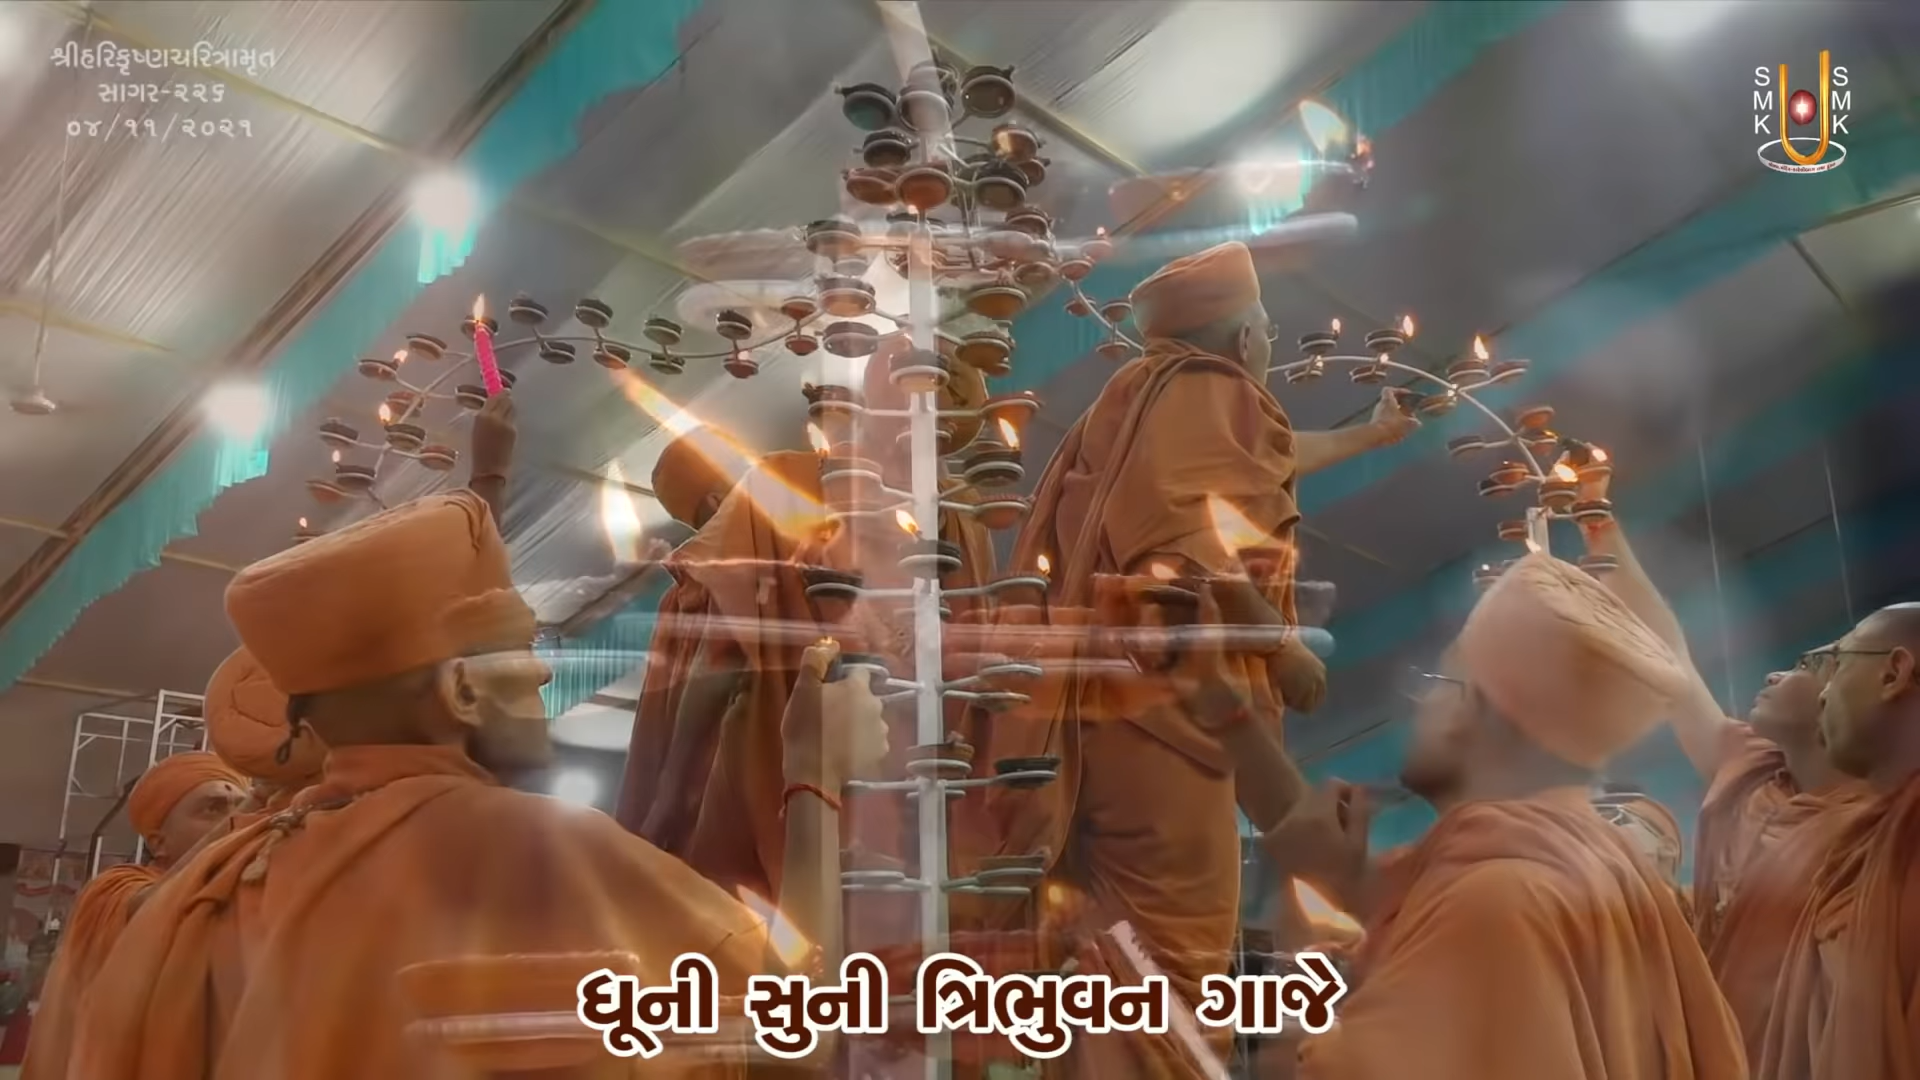 શ્રીહરિકૃષ્ણચરિત્રામૃત
સાગર-૨૨૬
૦૪/૧૧/૨૦૨૧
S S
M M
K K
ધૂની સુની ત્રિભુવન ગાજે